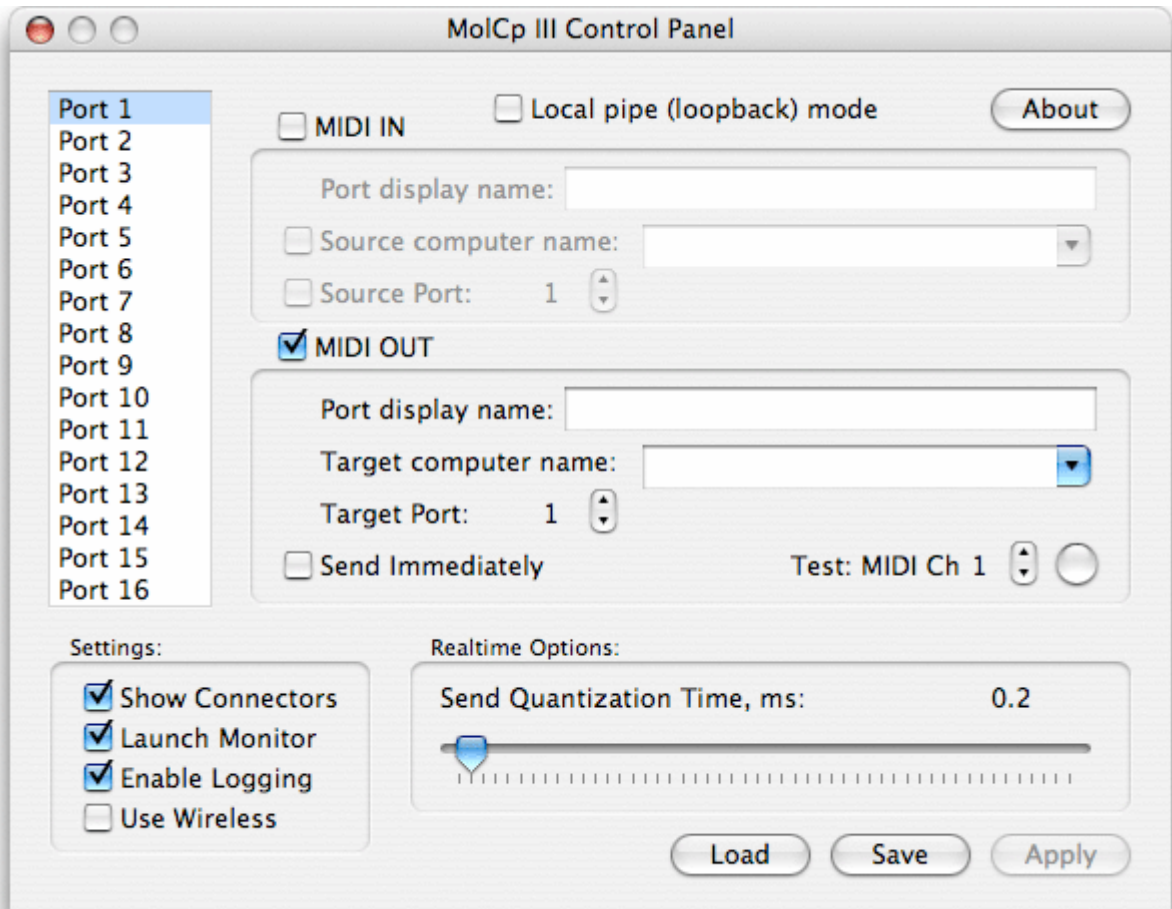 MolCp III Control Panel
Port 1
Port 2
Port 3
Port 4
Port 5
Port 6
Port 7
Port 8
Port 9
Port 10
Port 11
Port 12
Port 13
Port 14
Port 15
Port 16
Local pipe (loopback) mode
About
MIDI IN
Port display name:
Source computer name:
Source Port: 1
MIDI OUT
Port display name:
Target computer name:
Target Port: 1
Send Immediately
Test: MIDI Ch 1
Settings:
Show Connectors
Launch Monitor
Enable Logging
Use Wireless
Realtime Options:
Send Quantization Time, ms: 0.2
Load
Save
Apply